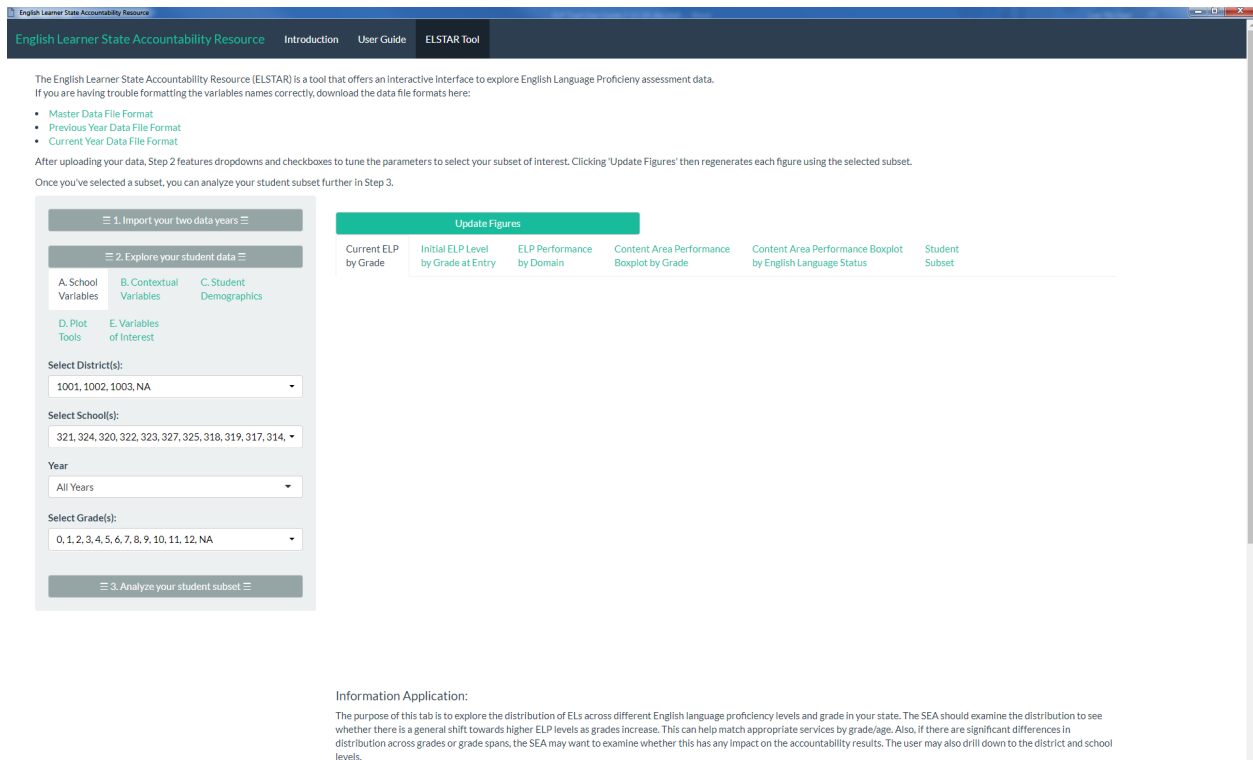 English Learner State Accountability Resource
English Learner State Accountability Resource Introduction User Guide ELSTAR Tool
The English Learner State Accountability Resource (ELSTAR) is a tool that offers an interactive interface to explore English Language Proficieny assessment data.
If you are having trouble formatting the variables names correctly, download the data file formats here:
• Master Data File Format
• Previous Year Data File Format
• Current Year Data File Format
After uploading your data, Step 2 features dropdowns and checkboxes to tune the parameters to select your subset of interest. Clicking 'Update Figures' then regenerates each figure using the selected subset.
Once you've selected a subset, you can analyze your student subset further in Step 3.
☰ 1. Import your two data years ☰
☰ 2. Explore your student data ☰
A. School
Variables
B. Contextual
Variables
C. Student
Demographics
D. Plot
Tools
E. Variables
of Interest
Select District(s):
1001, 1002, 1003, NA
Select School(s):
321, 324, 320, 322, 323, 327, 325, 318, 319, 317, 314,
Year
All Years
Select Grade(s):
0, 1, 2, 3, 4, 5, 6, 7, 8, 9, 10, 11, 12, NA
☰ 3. Analyze your student subset ☰
Update Figures
Current ELP
by Grade
Initial ELP Level
by Grade at Entry
ELP Performance
by Domain
Content Area Performance
Boxplot by Grade
Content Area Performance Boxplot
by English Language Status
Student
Subset
Information Application:
The purpose of this tab is to explore the distribution of ELs across different English language proficiency levels and grade in your state. The SEA should examine the distribution to see
whether there is a general shift towards higher ELP levels as grades increase. This can help match appropriate services by grade/age. Also, if there are significant differences in
distribution across grades or grade spans, the SEA may want to examine whether this has any impact on the accountability results. The user may also drill down to the district and school
levels.